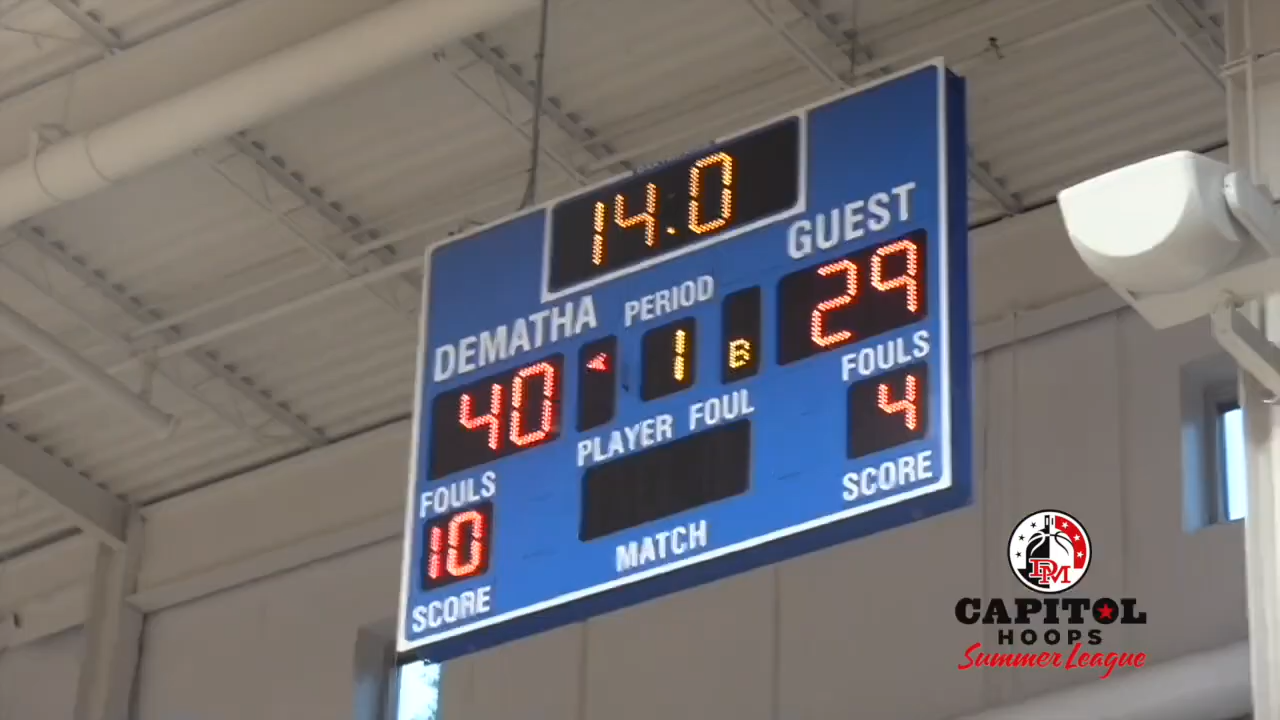 14.0
GUEST
DEMATHA
PERIOD
29
40
1
B
FOULS
4
PLAYER FOUL
FOULS
10
SCORE
MATCH
SCORE
DM
CAPITOL
HOOPS
Summer League